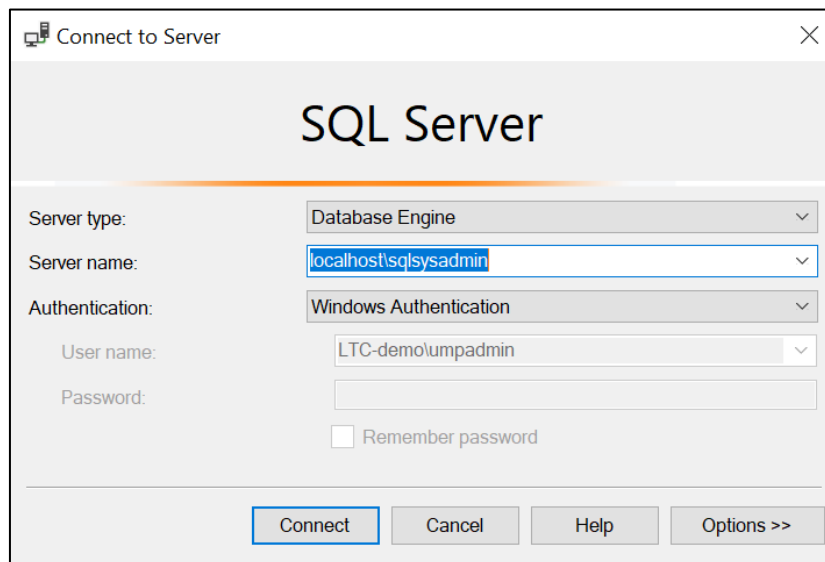 Connect to Server
SQL Server
Server type: Database Engine
Server name: localhost\sqlsysadmin
Authentication: Windows Authentication
User name: LTC-demo\umpadmin
Password:
Remember password
Connect Cancel Help Options >>